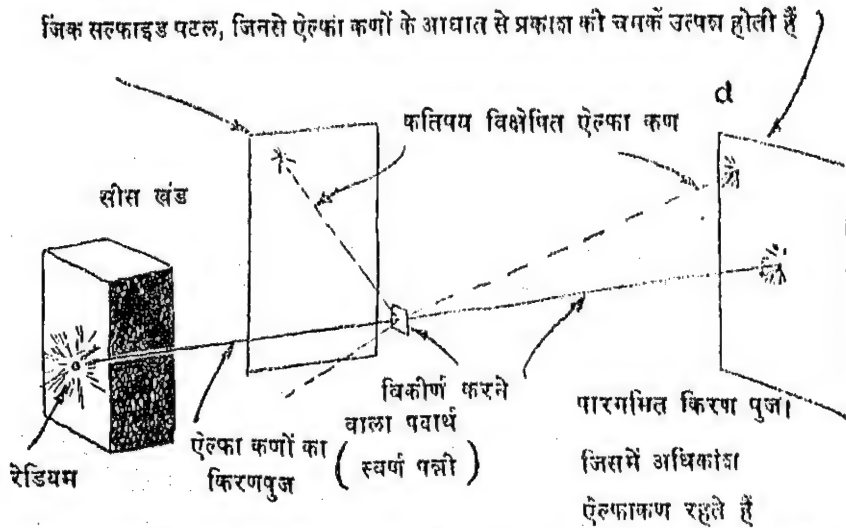 जिंक सल्फाइड पटल, जिनसे ऐल्फा कणों के आघात से प्रकाश की चमकें उत्पन्न होती हैं
d
कतिपय विक्षेपित ऐल्फा कण
सीस खंड
विकीर्ण करने
वाला पदार्थ
(स्वर्ण पन्नी)
ऐल्फा कणों का
किरणपुंज
रेडियम
पारगमित किरण पुंज।
जिसमें अधिकांश
ऐल्फाकण रहते हैं